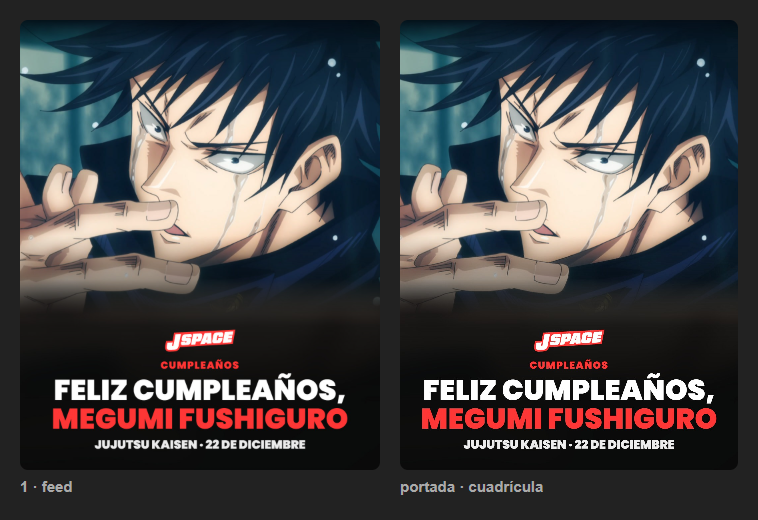 JSPACE
CUMPLEAÑOS
FELIZ CUMPLEAÑOS,
MEGUMI FUSHIGURO
JUJUTSU KAISEN · 22 DE DICIEMBRE
1 · feed
JSPACE
CUMPLEAÑOS
FELIZ CUMPLEAÑOS,
MEGUMI FUSHIGURO
JUJUTSU KAISEN · 22 DE DICIEMBRE
portada · cuadrícula